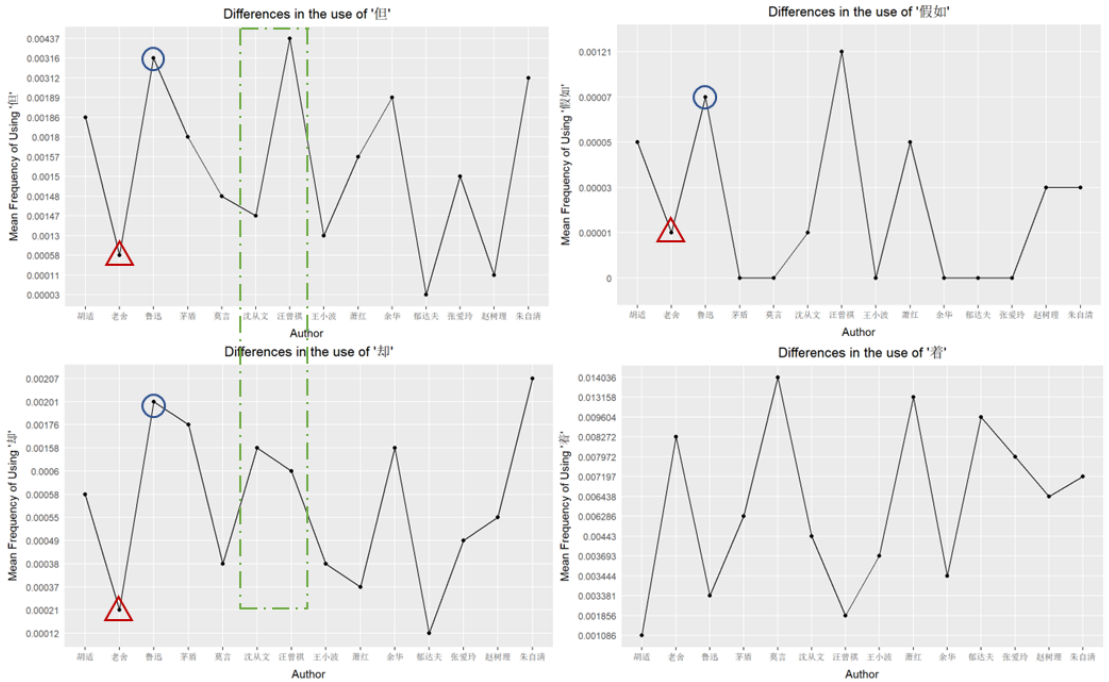 Differences in the use of '但'
Mean Frequency of Using '但'
0.00437
0.00316
0.00312
0.00189
0.00186
0.0018
0.00157
0.0015
0.00148
0.00147
0.0013
0.00058
0.00011
0.00003
胡适 老舍 鲁迅 茅盾 莫言 沈从文 汪曾祺 王小波 萧红 余华 郁达夫 张爱玲 赵树理 朱自清
Author
Differences in the use of '假如'
Mean Frequency of Using '假如'
0.00121
0.00007
0.00005
0.00003
0.00001
0
胡适 老舍 鲁迅 茅盾 莫言 沈从文 汪曾祺 王小波 萧红 余华 郁达夫 张爱玲 赵树理 朱自清
Author
Differences in the use of '却'
Mean Frequency of Using '却'
0.00207
0.00201
0.00176
0.00158
0.0006
0.00058
0.00055
0.00049
0.00038
0.00037
0.00021
0.00012
胡适 老舍 鲁迅 茅盾 莫言 沈从文 汪曾祺 王小波 萧红 余华 郁达夫 张爱玲 赵树理 朱自清
Author
Differences in the use of '着'
Mean Frequency of Using '着'
0.014036
0.013158
0.009604
0.008272
0.007972
0.007197
0.006438
0.006286
0.00443
0.003693
0.003444
0.003381
0.001856
0.001086
胡适 老舍 鲁迅 茅盾 莫言 沈从文 汪曾祺 王小波 萧红 余华 郁达夫 张爱玲 赵树理 朱自清
Author